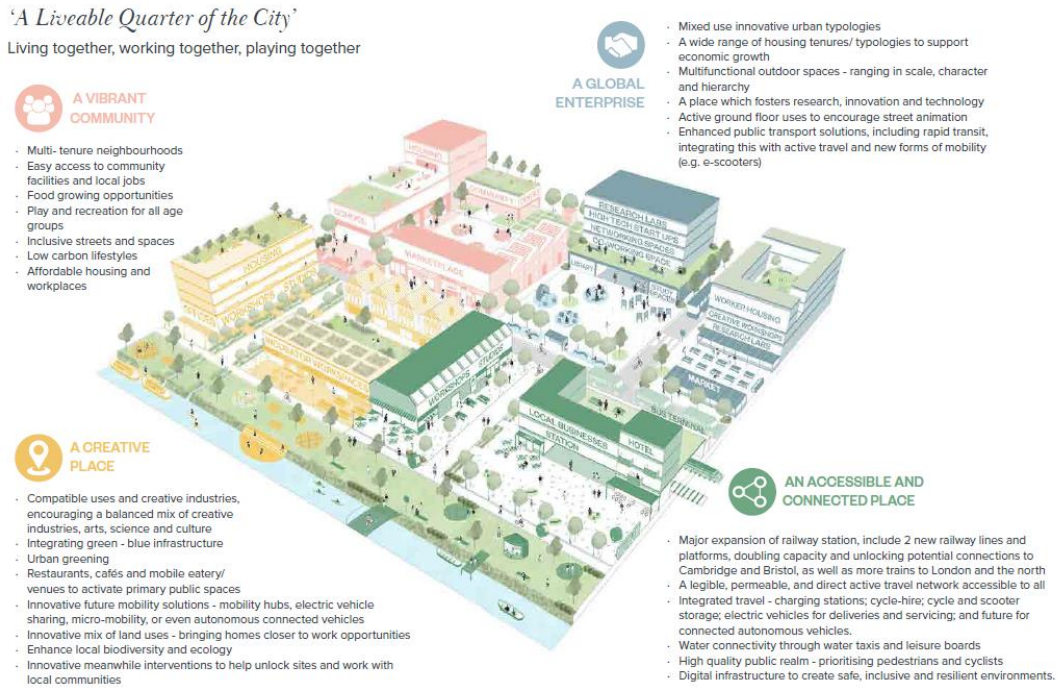 'A Liveable Quarter of the City'
Living together, working together, playing together
A VIBRANT
COMMUNITY
· Multi- tenure neighbourhoods
· Easy access to community
facilities and local jobs
· Food growing opportunities
· Play and recreation for all age
groups
· Inclusive streets and spaces
· Low carbon lifestyles
· Affordable housing and
workplaces
A GLOBAL
ENTERPRISE
· Mixed use innovative urban typologies
· A wide range of housing tenures/ typologies to support
economic growth
· Multifunctional outdoor spaces - ranging in scale, character
and hierarchy
· A place which fosters research, innovation and technology
· Active ground floor uses to encourage street animation
· Enhanced public transport solutions, including rapid transit,
integrating this with active travel and new forms of mobility
(e.g. e-scooters)
HOUSING
SCHOOL
MARKETPLACE
HOUSING
WORKSHOPS
WORKSHOPS STUDIOS
RESEARCH LABS
HIGH TECH START UPS
NETWORKING SPACES
CO WORKING SPACE
LIBRARY
STUDY
SPACES
WORKER HOUSING
CREATIVE WORKSHOPS
RESEARCH LABS
MARKET
BUS TERMINAL
LOCAL BUSINESSES
HOTEL
STATION
A CREATIVE
PLACE
· Compatible uses and creative industries,
encouraging a balanced mix of creative
industries, arts, science and culture
· Integrating green - blue infrastructure
· Urban greening
· Restaurants, cafés and mobile eatery/
venues to activate primary public spaces
· Innovative future mobility solutions - mobility hubs, electric vehicle
sharing, micro-mobility, or even autonomous connected vehicles
· Innovative mix of land uses - bringing homes closer to work opportunities
· Enhance local biodiversity and ecology
· Innovative meanwhile interventions to help unlock sites and work with
local communities
AN ACCESSIBLE AND
CONNECTED PLACE
· Major expansion of railway station, include 2 new railway lines and
platforms, doubling capacity and unlocking potential connections to
Cambridge and Bristol, as well as more trains to London and the north
· A legible, permeable, and direct active travel network accessible to all
· Integrated travel - charging stations; cycle-hire; cycle and scooter
storage; electric vehicles for deliveries and servicing; and future for
connected autonomous vehicles.
· Water connectivity through water taxis and leisure boards
· High quality public realm - prioritising pedestrians and cyclists
· Digital infrastructure to create safe, inclusive and resilient environments.